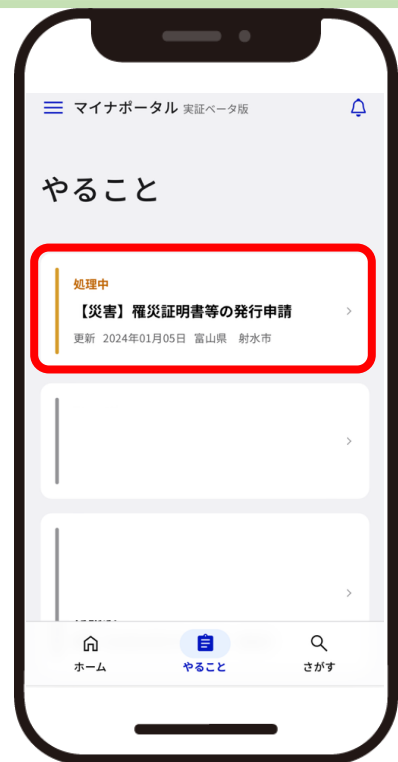 マイナポータル 実証ベータ版
やること
処理中
【災害】罹災証明書等の発行申請
更新 2024年01月05日 富山県 射水市
ホーム やること さがす